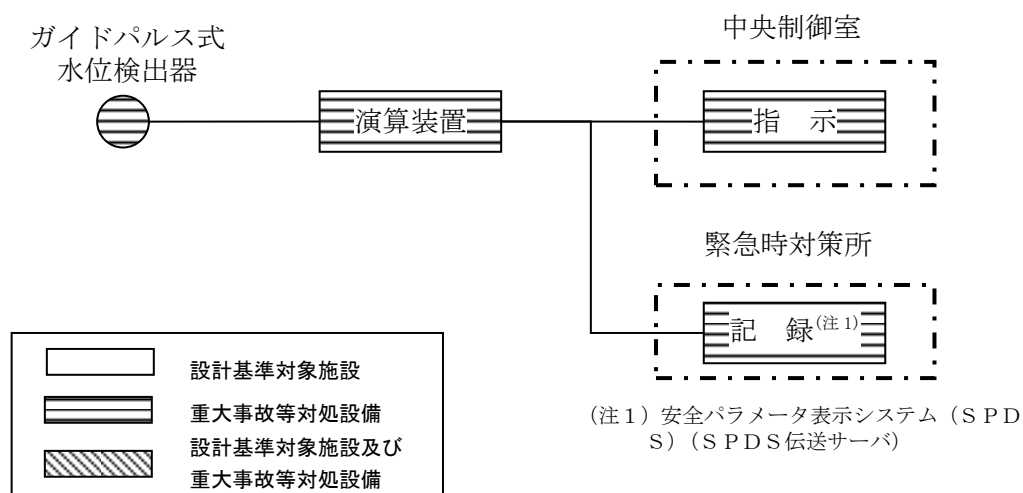 ガイドパルス式
水位検出器
演算装置
中央制御室
指　示
緊急時対策所
記　録(注1)
(注1) 安全パラメータ表示システム（ＳＰＤ
Ｓ）（ＳＰＤＳ伝送サーバ）
設計基準対象施設
重大事故等対処設備
設計基準対象施設及び
重大事故等対処設備